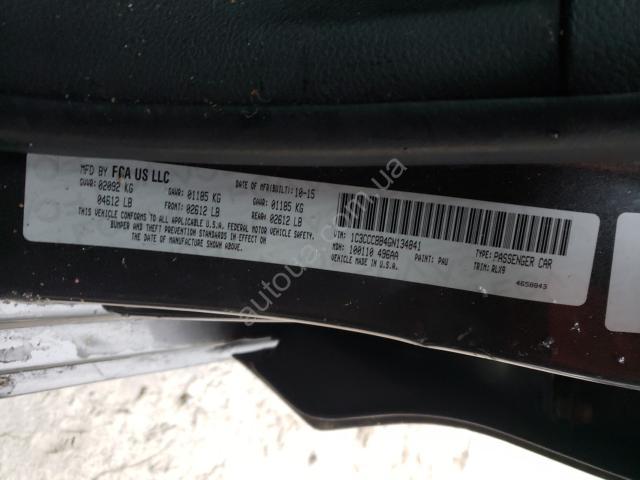 MFD BY FCA US LLC
DATE OF MFR(BUILT): 10-15
GVWR: 02092 KG
04612 LB
GAWR: 01185 KG
FRONT: 02612 LB
GAWR: 01185 KG
REAR: 02612 LB
THIS VEHICLE CONFORMS TO ALL APPLICABLE U.S.A. FEDERAL MOTOR VEHICLE SAFETY,
BUMPER AND THEFT PREVENTION STANDARDS IN EFFECT ON
THE DATE OF MANUFACTURE SHOWN ABOVE.
VIN: 1C3CCCBB4GN134841
TYPE: PASSENGER CAR
MDH: 100110 496AA
PAINT: PAU
TRIM: RLX9
VEHICLE MADE IN U.S.A.
4658943
autoua.com.ua